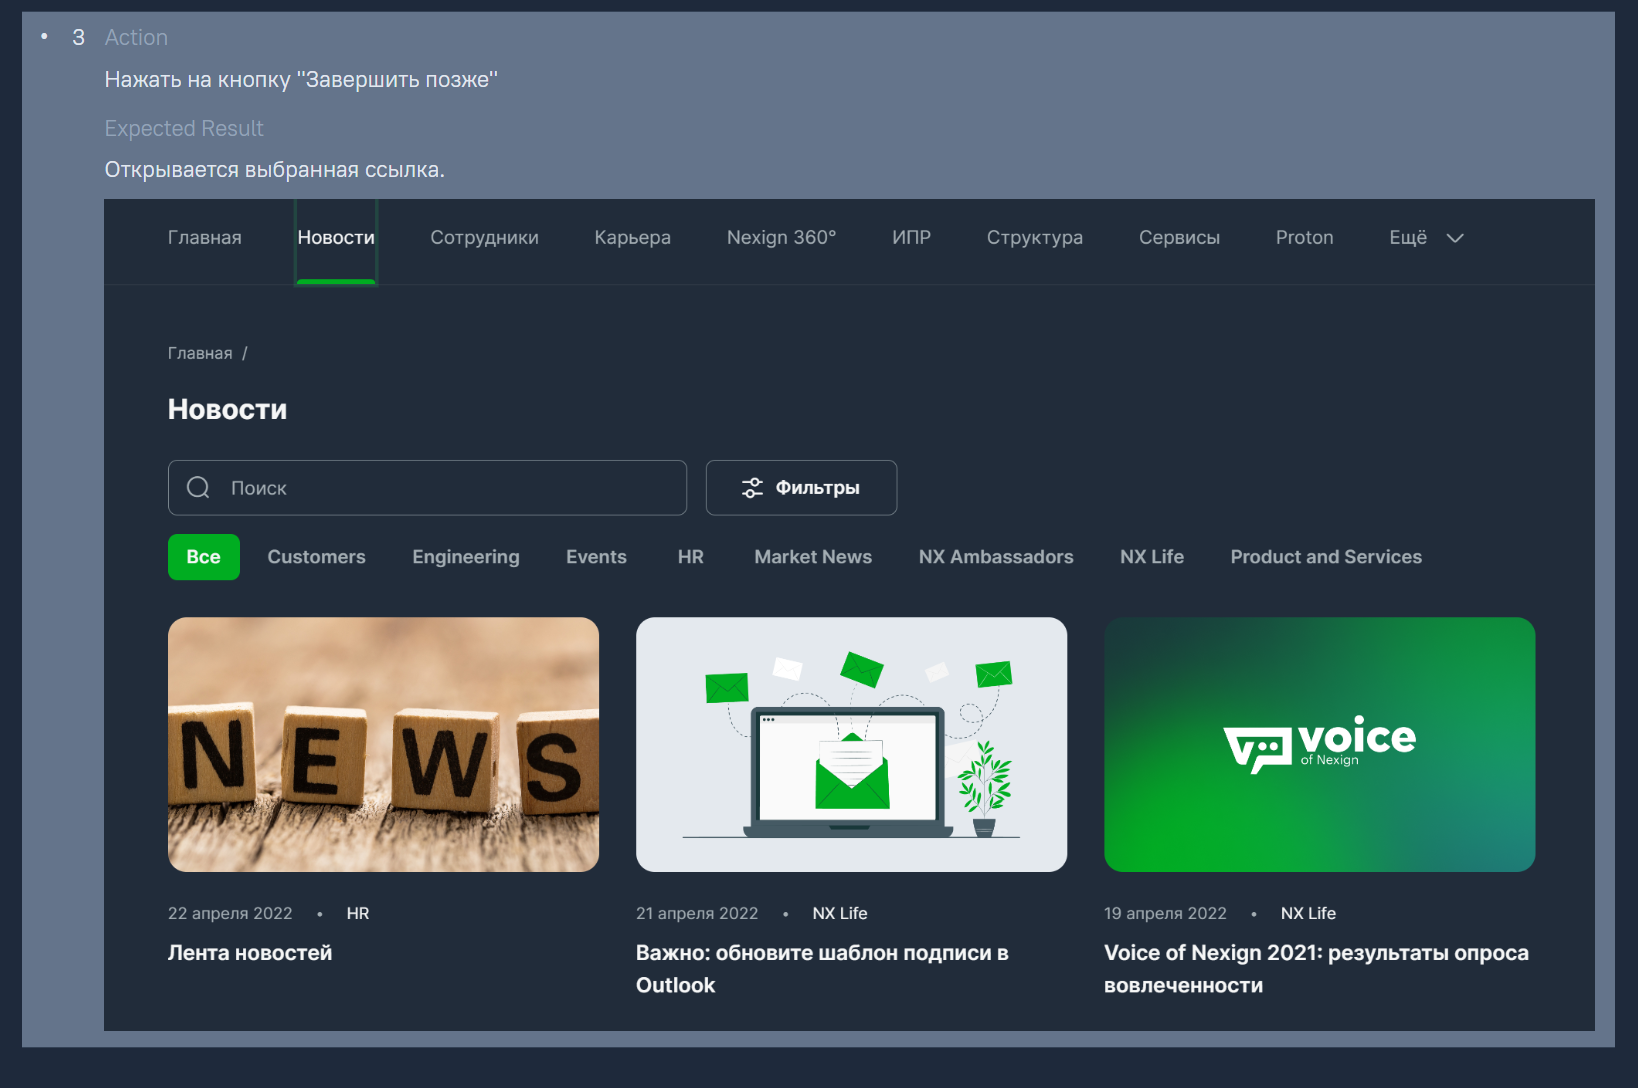 • 3 Action
Нажать на кнопку "Завершить позже"
Expected Result
Открывается выбранная ссылка.
Главная Новости Сотрудники Карьера Nexign 360° ИПР Структура Сервисы Proton Ещё
Главная /
Новости
Поиск Фильтры
Все Customers Engineering Events HR Market News NX Ambassadors NX Life Product and Services
NEWS
voice
of Nexign
22 апреля 2022 • HR
Лента новостей
21 апреля 2022 • NX Life
Важно: обновите шаблон подписи в
Outlook
19 апреля 2022 • NX Life
Voice of Nexign 2021: результаты опроса
вовлеченности